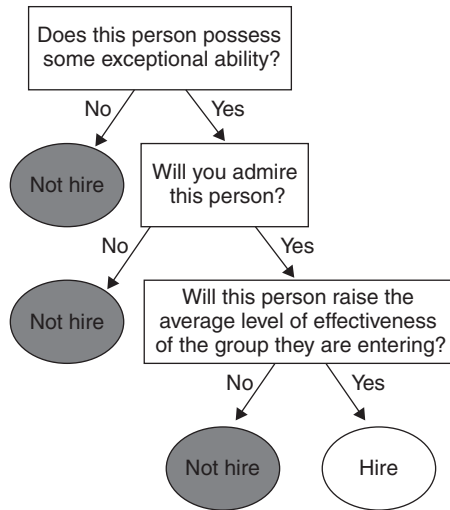 Does this person possess
some exceptional ability?
No
Yes
Not hire
Will you admire
this person?
No
Yes
Not hire
Will this person raise the
average level of effectiveness
of the group they are entering?
No
Yes
Not hire
Hire